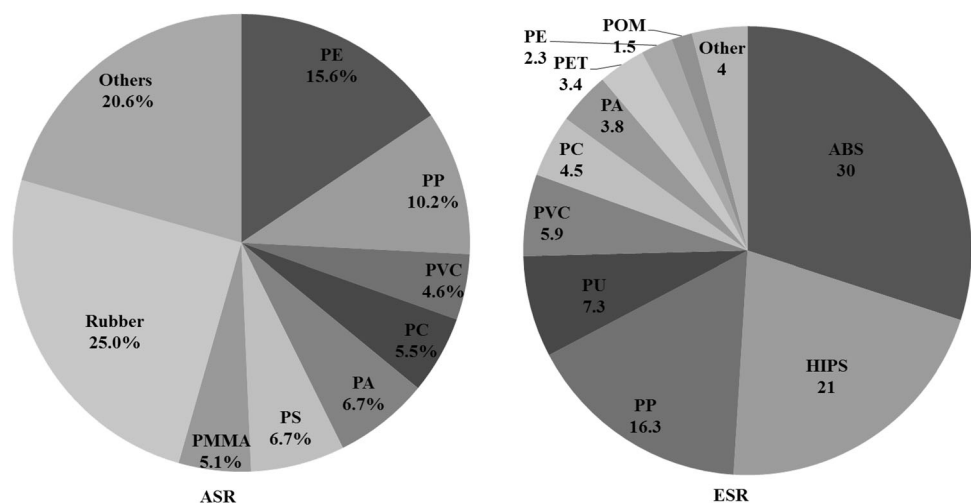 PE
15.6%
PP
10.2%
PVC
4.6%
PC
5.5%
PA
6.7%
PS
6.7%
PMMA
5.1%
Rubber
25.0%
Others
20.6%
ASR
ABS
30
HIPS
21
PP
16.3
PU
7.3
PVC
5.9
PC
4.5
PA
3.8
PET
3.4
PE
2.3
POM
1.5
Other
4
ESR